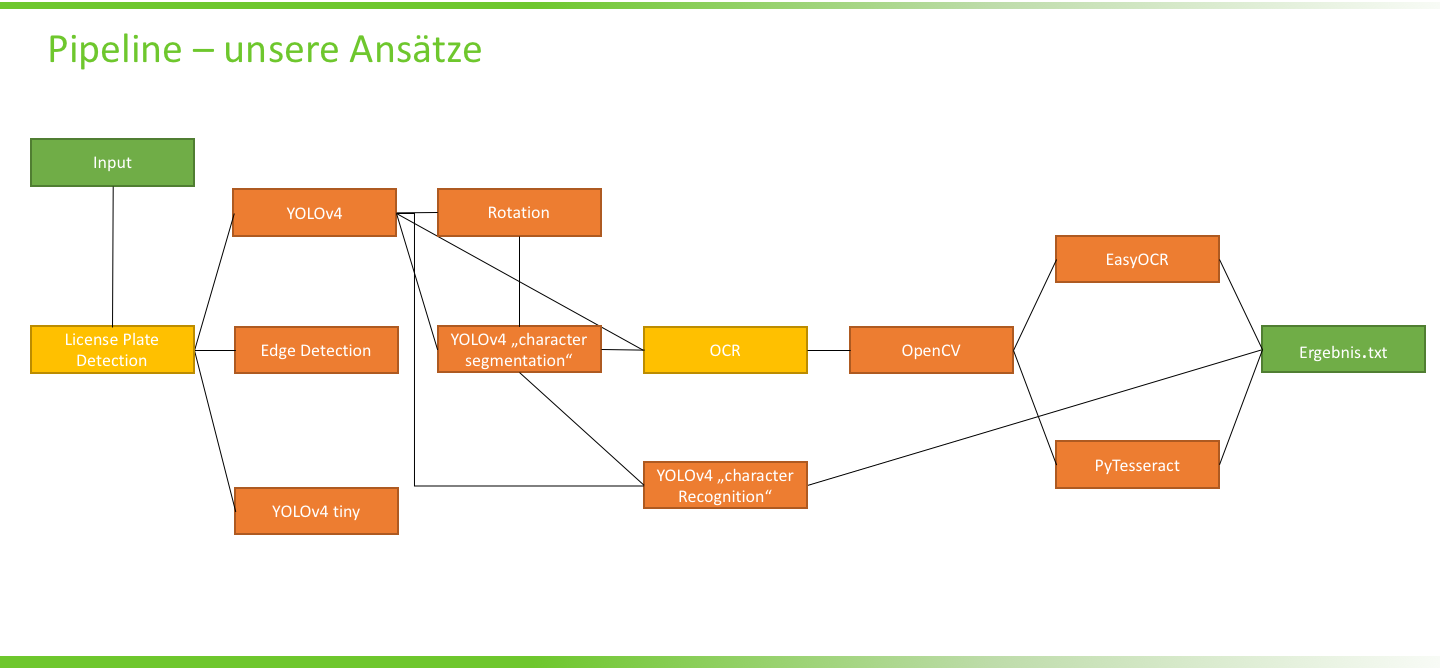 Pipeline – unsere Ansätze
Input
YOLOv4
Rotation
EasyOCR
License Plate
Detection
Edge Detection
YOLOv4 „character
segmentation“
OCR
OpenCV
Ergebnis.txt
YOLOv4 „character
Recognition“
PyTesseract
YOLOv4 tiny